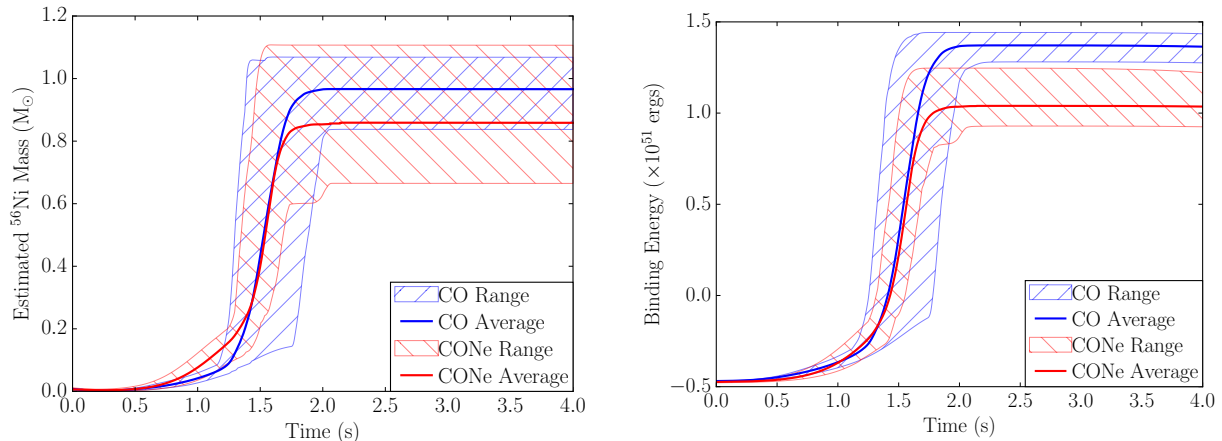 1.2
1.0
0.8
0.6
0.4
0.2
0.0
Estimated ⁵⁶Ni Mass (M⊙)
0.0 0.5 1.0 1.5 2.0 2.5 3.0 3.5 4.0
Time (s)
CO Range
CO Average
CONe Range
CONe Average
1.5
1.0
0.5
0.0
−0.5
Binding Energy (×10⁵¹ ergs)
0.0 0.5 1.0 1.5 2.0 2.5 3.0 3.5 4.0
Time (s)
CO Range
CO Average
CONe Range
CONe Average